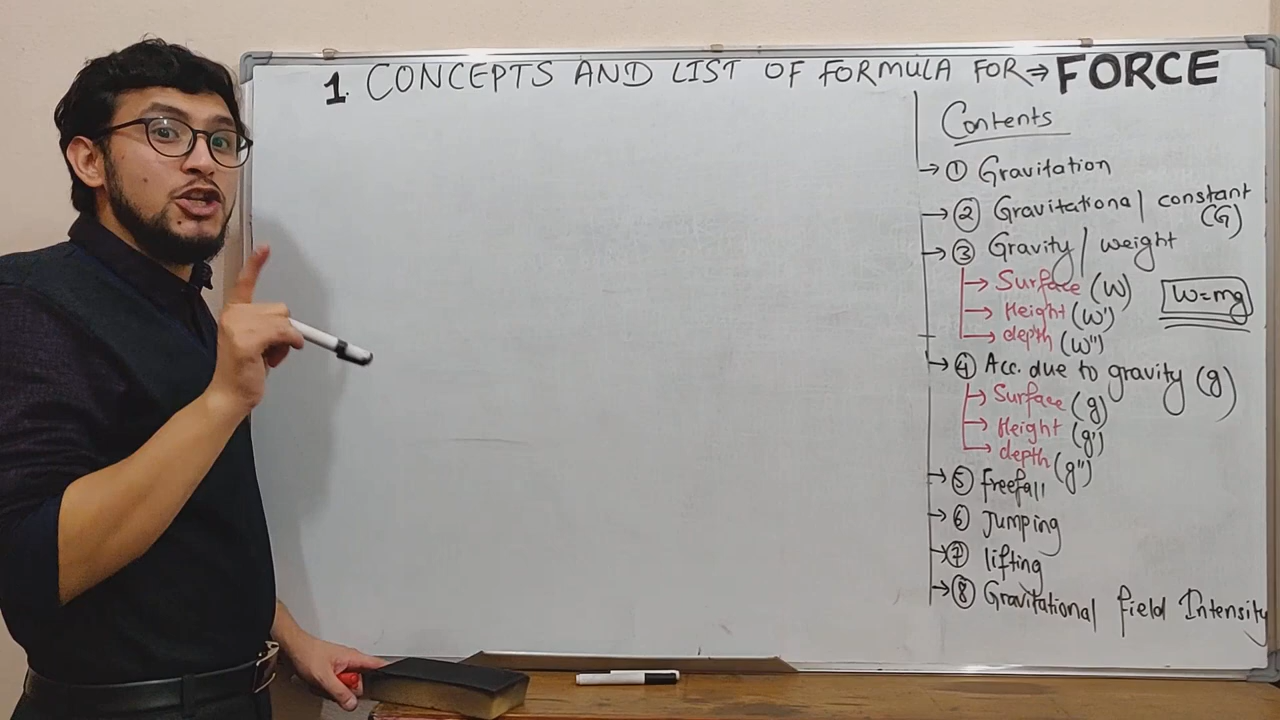 1. CONCEPTS AND LIST OF FORMULA FOR ⇒ FORCE
Contents
→ ① Gravitation
→ ② Gravitational constant
(G)
→ ③ Gravity / weight
→ Surface (W)
W=mg
→ Height (W')
→ depth (W")
→ ④ Acc. due to gravity (g)
→ Surface (g)
→ Height (g')
→ depth (g")
→ ⑤ freefall
→ ⑥ Jumping
→ ⑦ lifting
→ ⑧ Gravitational field Intensity